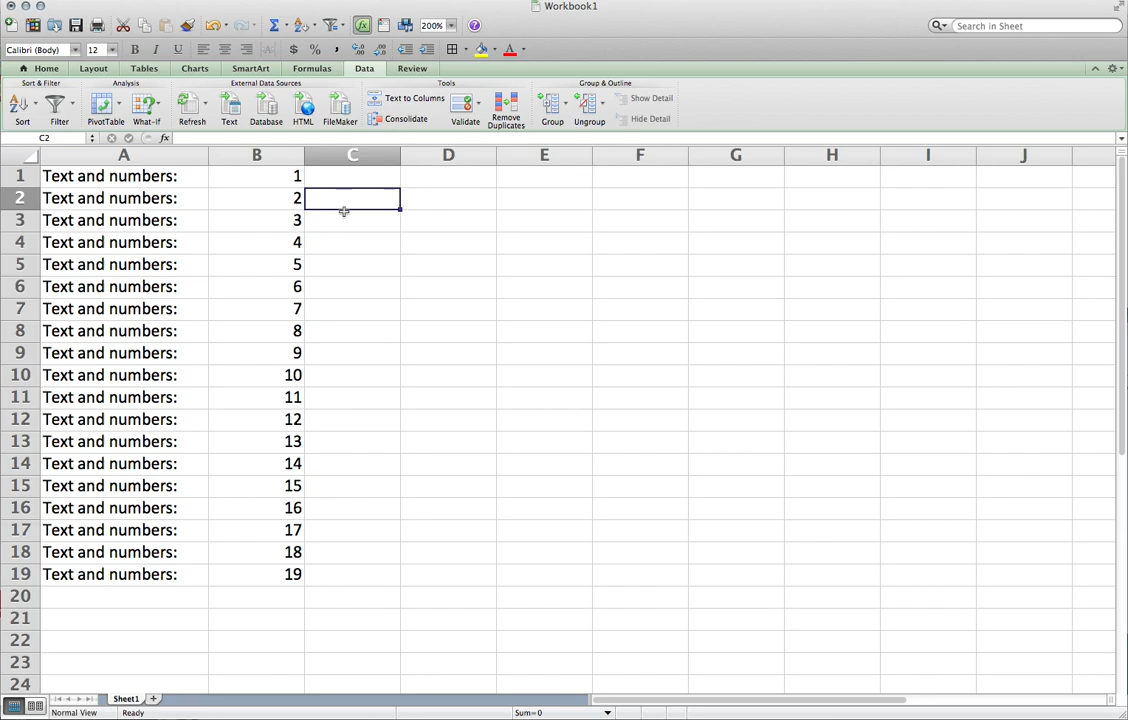 Workbook1
200%
Search in Sheet
Calibri (Body) 12 B I U $ % , A
Home Layout Tables Charts SmartArt Formulas Data Review
Sort & Filter Analysis External Data Sources Tools Group & Outline
Sort Filter PivotTable What-If Refresh Text Database HTML FileMaker Text to Columns Consolidate Validate Remove Duplicates Group Ungroup Show Detail Hide Detail
C2 fx
A B C D E F G H I J
1 Text and numbers: 1
2 Text and numbers: 2
3 Text and numbers: 3
4 Text and numbers: 4
5 Text and numbers: 5
6 Text and numbers: 6
7 Text and numbers: 7
8 Text and numbers: 8
9 Text and numbers: 9
10 Text and numbers: 10
11 Text and numbers: 11
12 Text and numbers: 12
13 Text and numbers: 13
14 Text and numbers: 14
15 Text and numbers: 15
16 Text and numbers: 16
17 Text and numbers: 17
18 Text and numbers: 18
19 Text and numbers: 19
20
21
22
23
24
Sheet1
Normal View Ready Sum=0